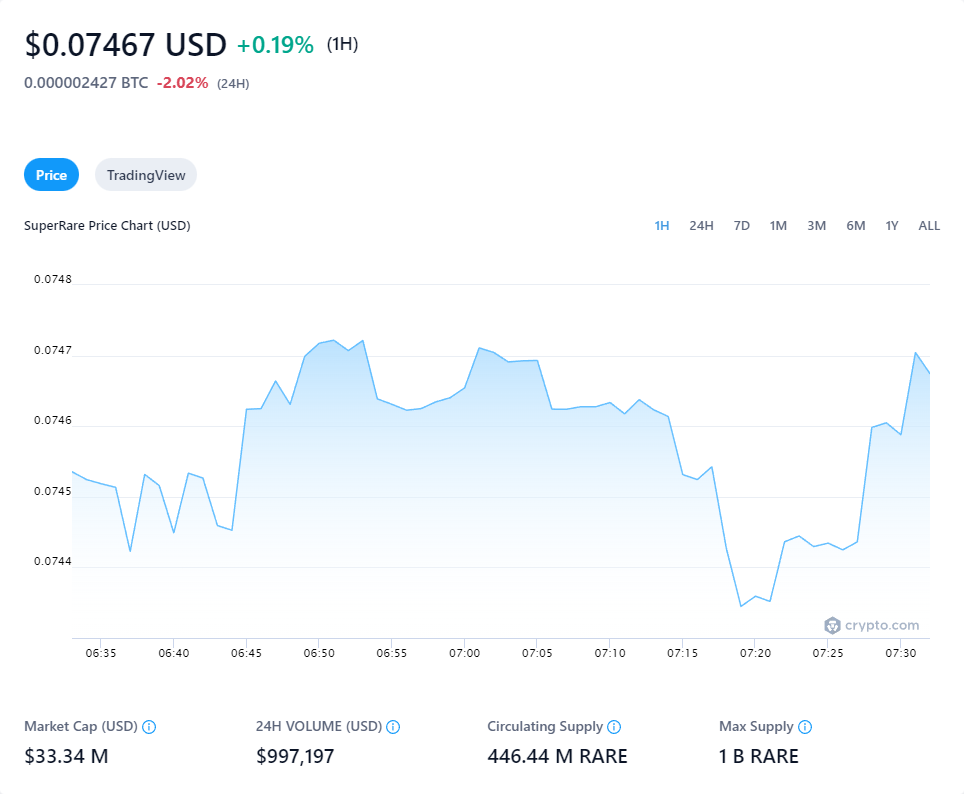 $0.07467 USD +0.19% (1H)
0.000002427 BTC -2.02% (24H)
Price TradingView
SuperRare Price Chart (USD) 1H 24H 7D 1M 3M 6M 1Y ALL
0.0748
0.0747
0.0746
0.0745
0.0744
crypto.com
06:35 06:40 06:45 06:50 06:55 07:00 07:05 07:10 07:15 07:20 07:25 07:30
Market Cap (USD) 24H VOLUME (USD) Circulating Supply Max Supply
$33.34 M $997,197 446.44 M RARE 1 B RARE